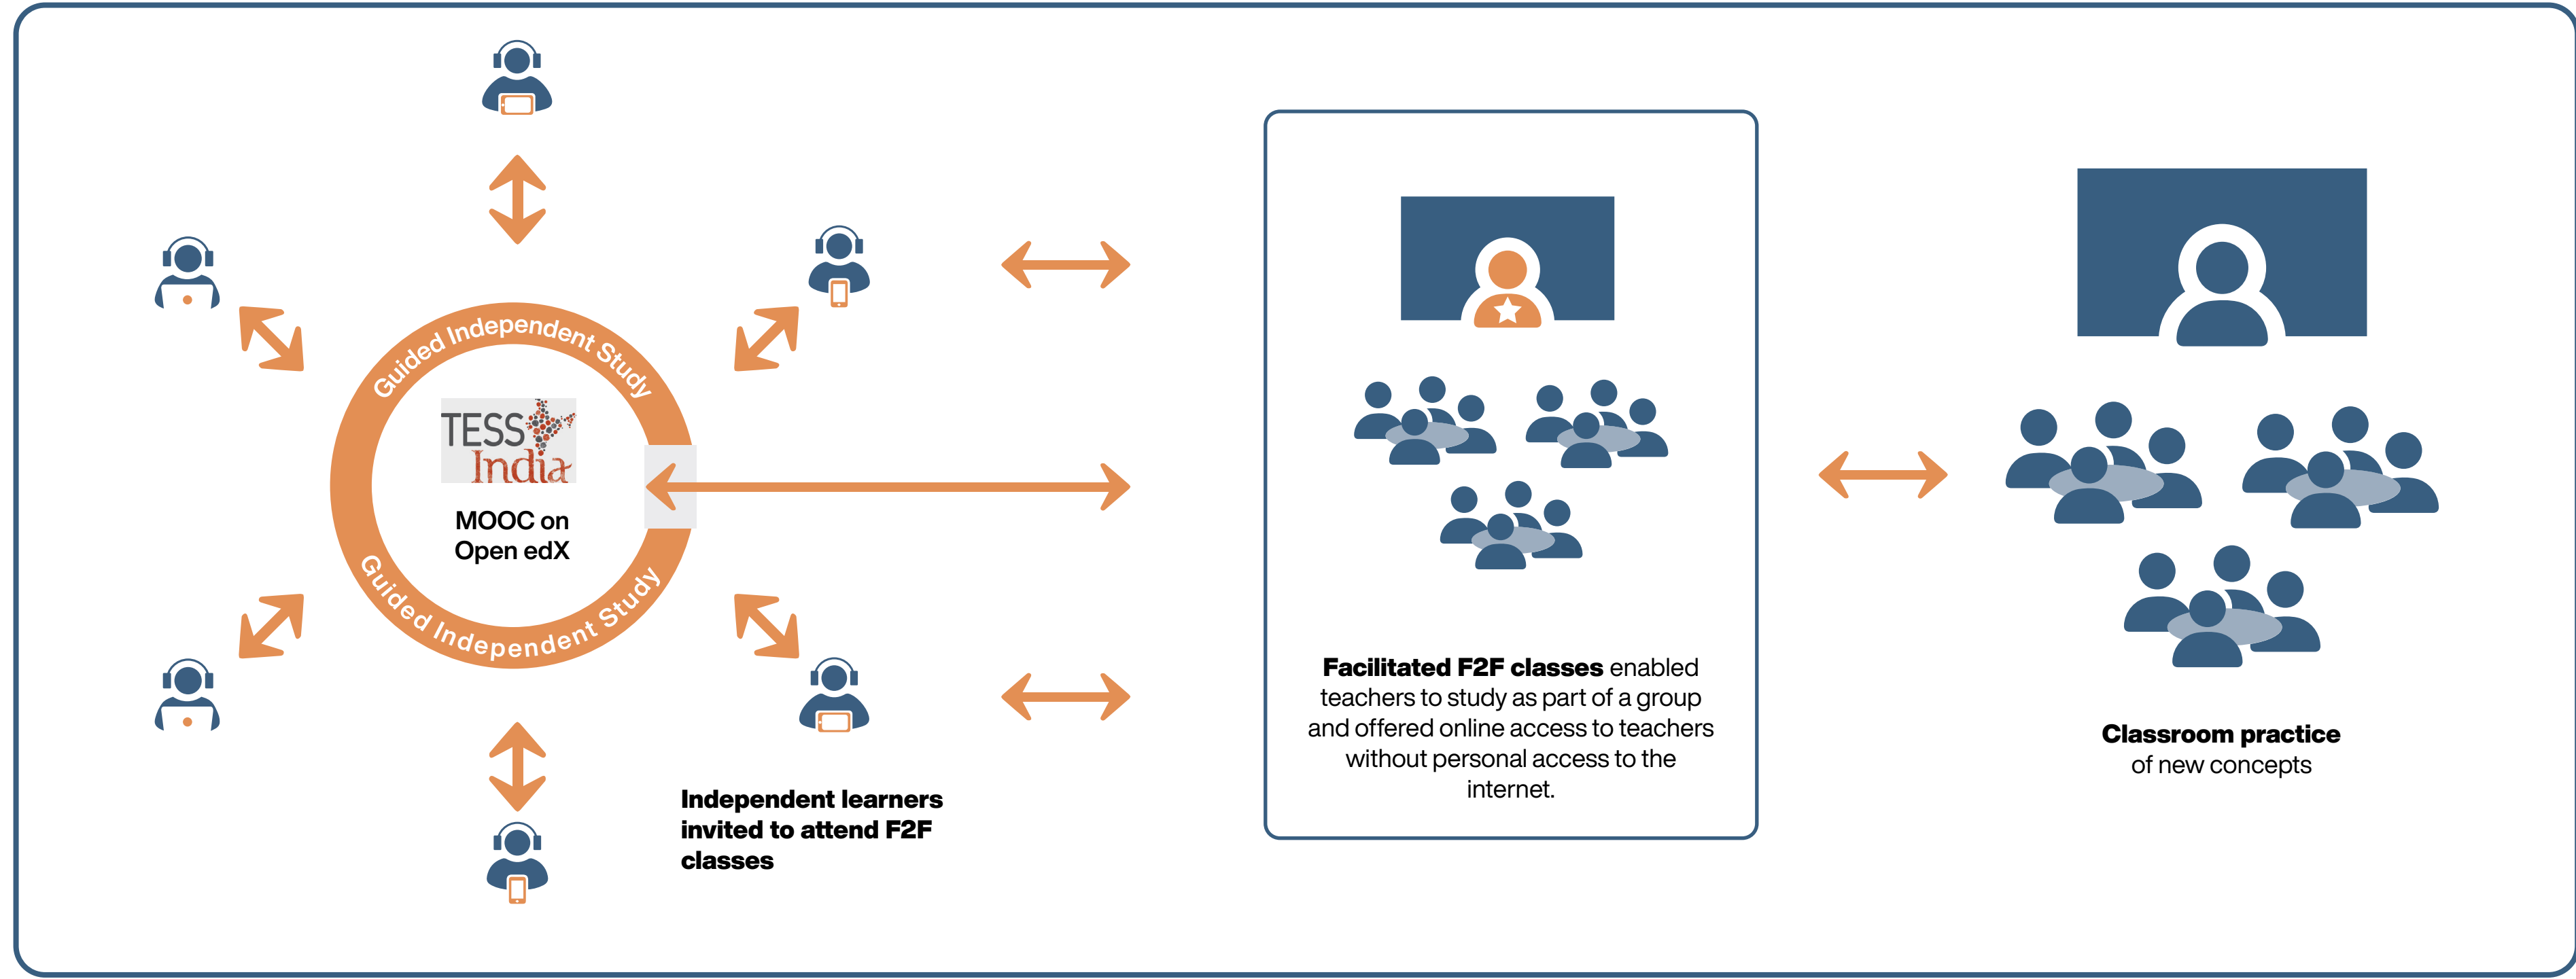 Guided Independent Study
TESS
India
MOOC on
Open edX
Guided Independent Study
Independent learners
invited to attend F2F
classes
Facilitated F2F classes enabled
teachers to study as part of a group
and offered online access to teachers
without personal access to the
internet.
Classroom practice
of new concepts